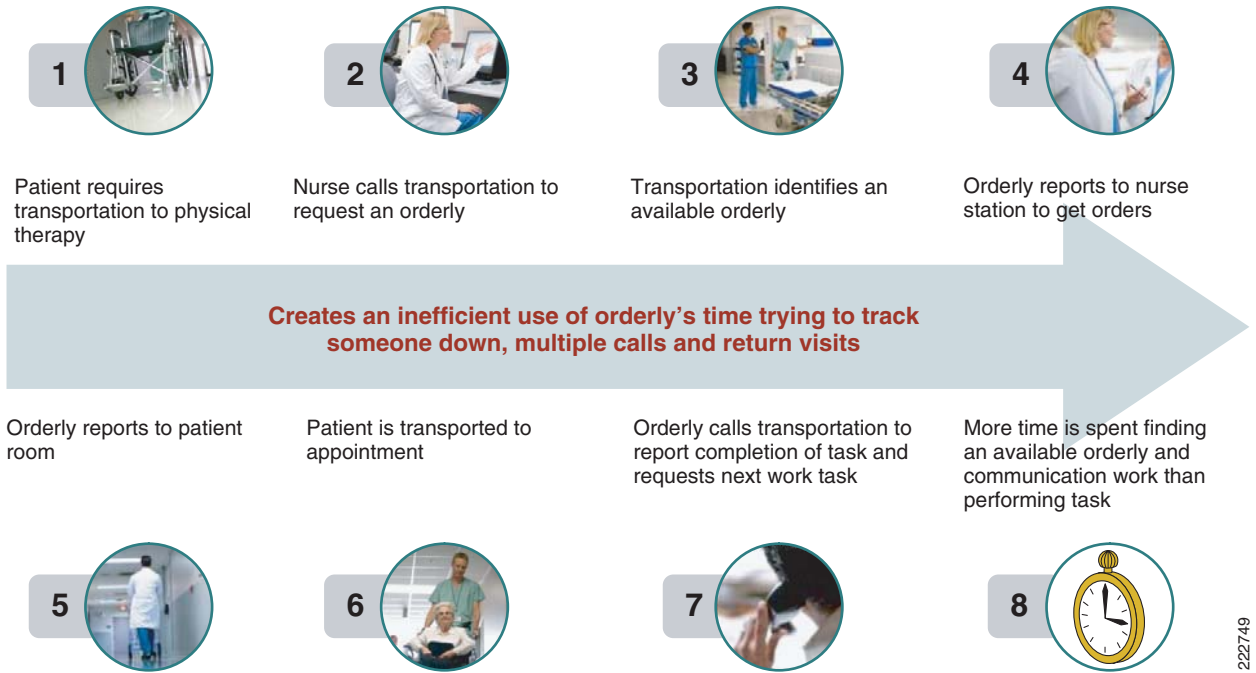 1
2
3
4
Patient requires
transportation to physical
therapy
Nurse calls transportation to
request an orderly
Transportation identifies an
available orderly
Orderly reports to nurse
station to get orders
Creates an inefficient use of orderly’s time trying to track
someone down, multiple calls and return visits
Orderly reports to patient
room
Patient is transported to
appointment
Orderly calls transportation to
report completion of task and
requests next work task
More time is spent finding
an available orderly and
communication work than
performing task
5
6
7
8
222749